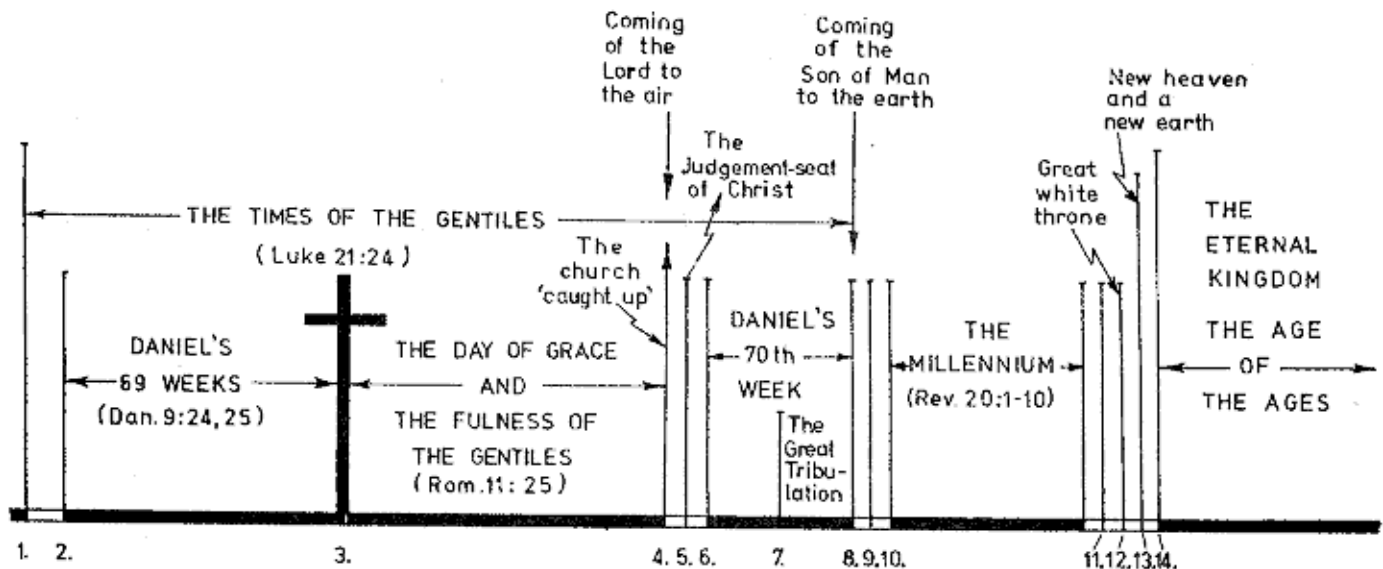 Coming
of the
Lord to
the air
Coming
of the
Son of Man
to the earth
New heaven
and a
new earth
The
Judgement-seat
of Christ
Great
white
throne
THE TIMES OF THE GENTILES
(Luke 21:24)
The
church
'caught up'
THE
ETERNAL
KINGDOM
DANIEL'S
69 WEEKS
(Dan. 9:24,25)
THE DAY OF GRACE
AND
THE FULNESS OF
THE GENTILES
(Rom. 11:25)
DANIEL'S
70th
WEEK
The
Great
Tribu-
lation
THE
MILLENNIUM
(Rev. 20:1-10)
THE AGE
OF
THE AGES
1. 2. 3. 4. 5. 6. 7. 8. 9. 10. 11. 12. 13. 14.